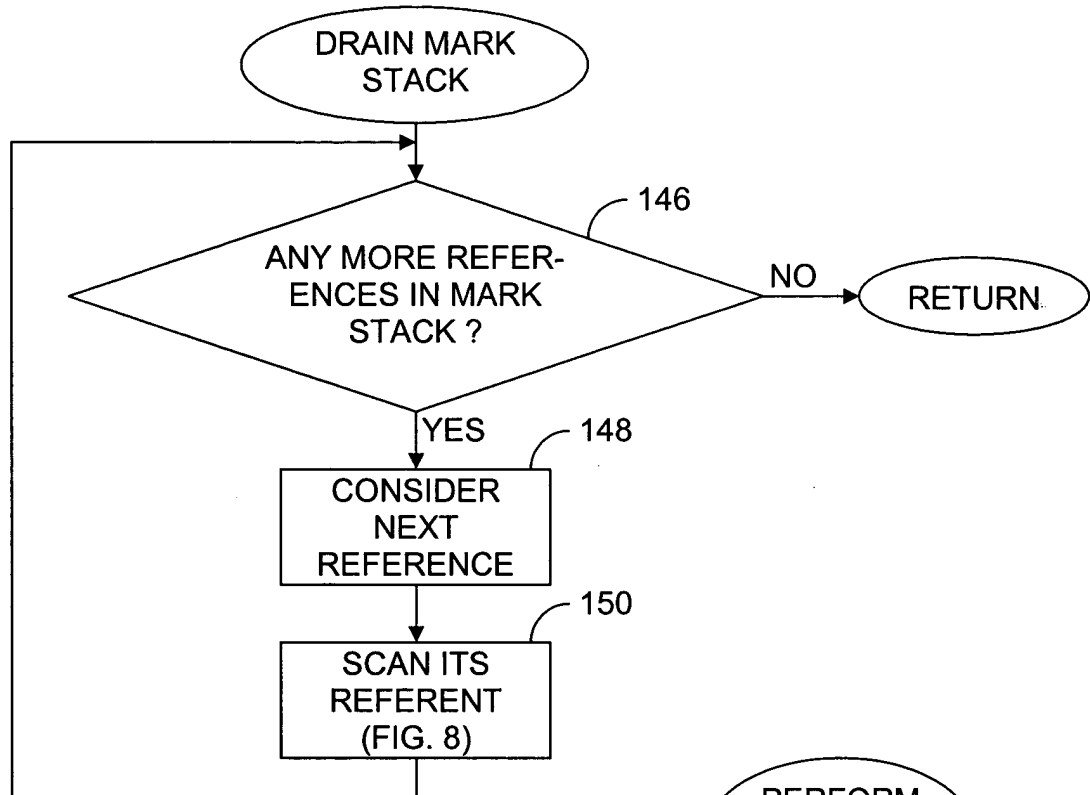 DRAIN MARK
STACK
146
ANY MORE REFER-
ENCES IN MARK
STACK ?
NO
RETURN
YES
148
CONSIDER
NEXT
REFERENCE
150
SCAN ITS
REFERENT
(FIG. 8)
PERFORM